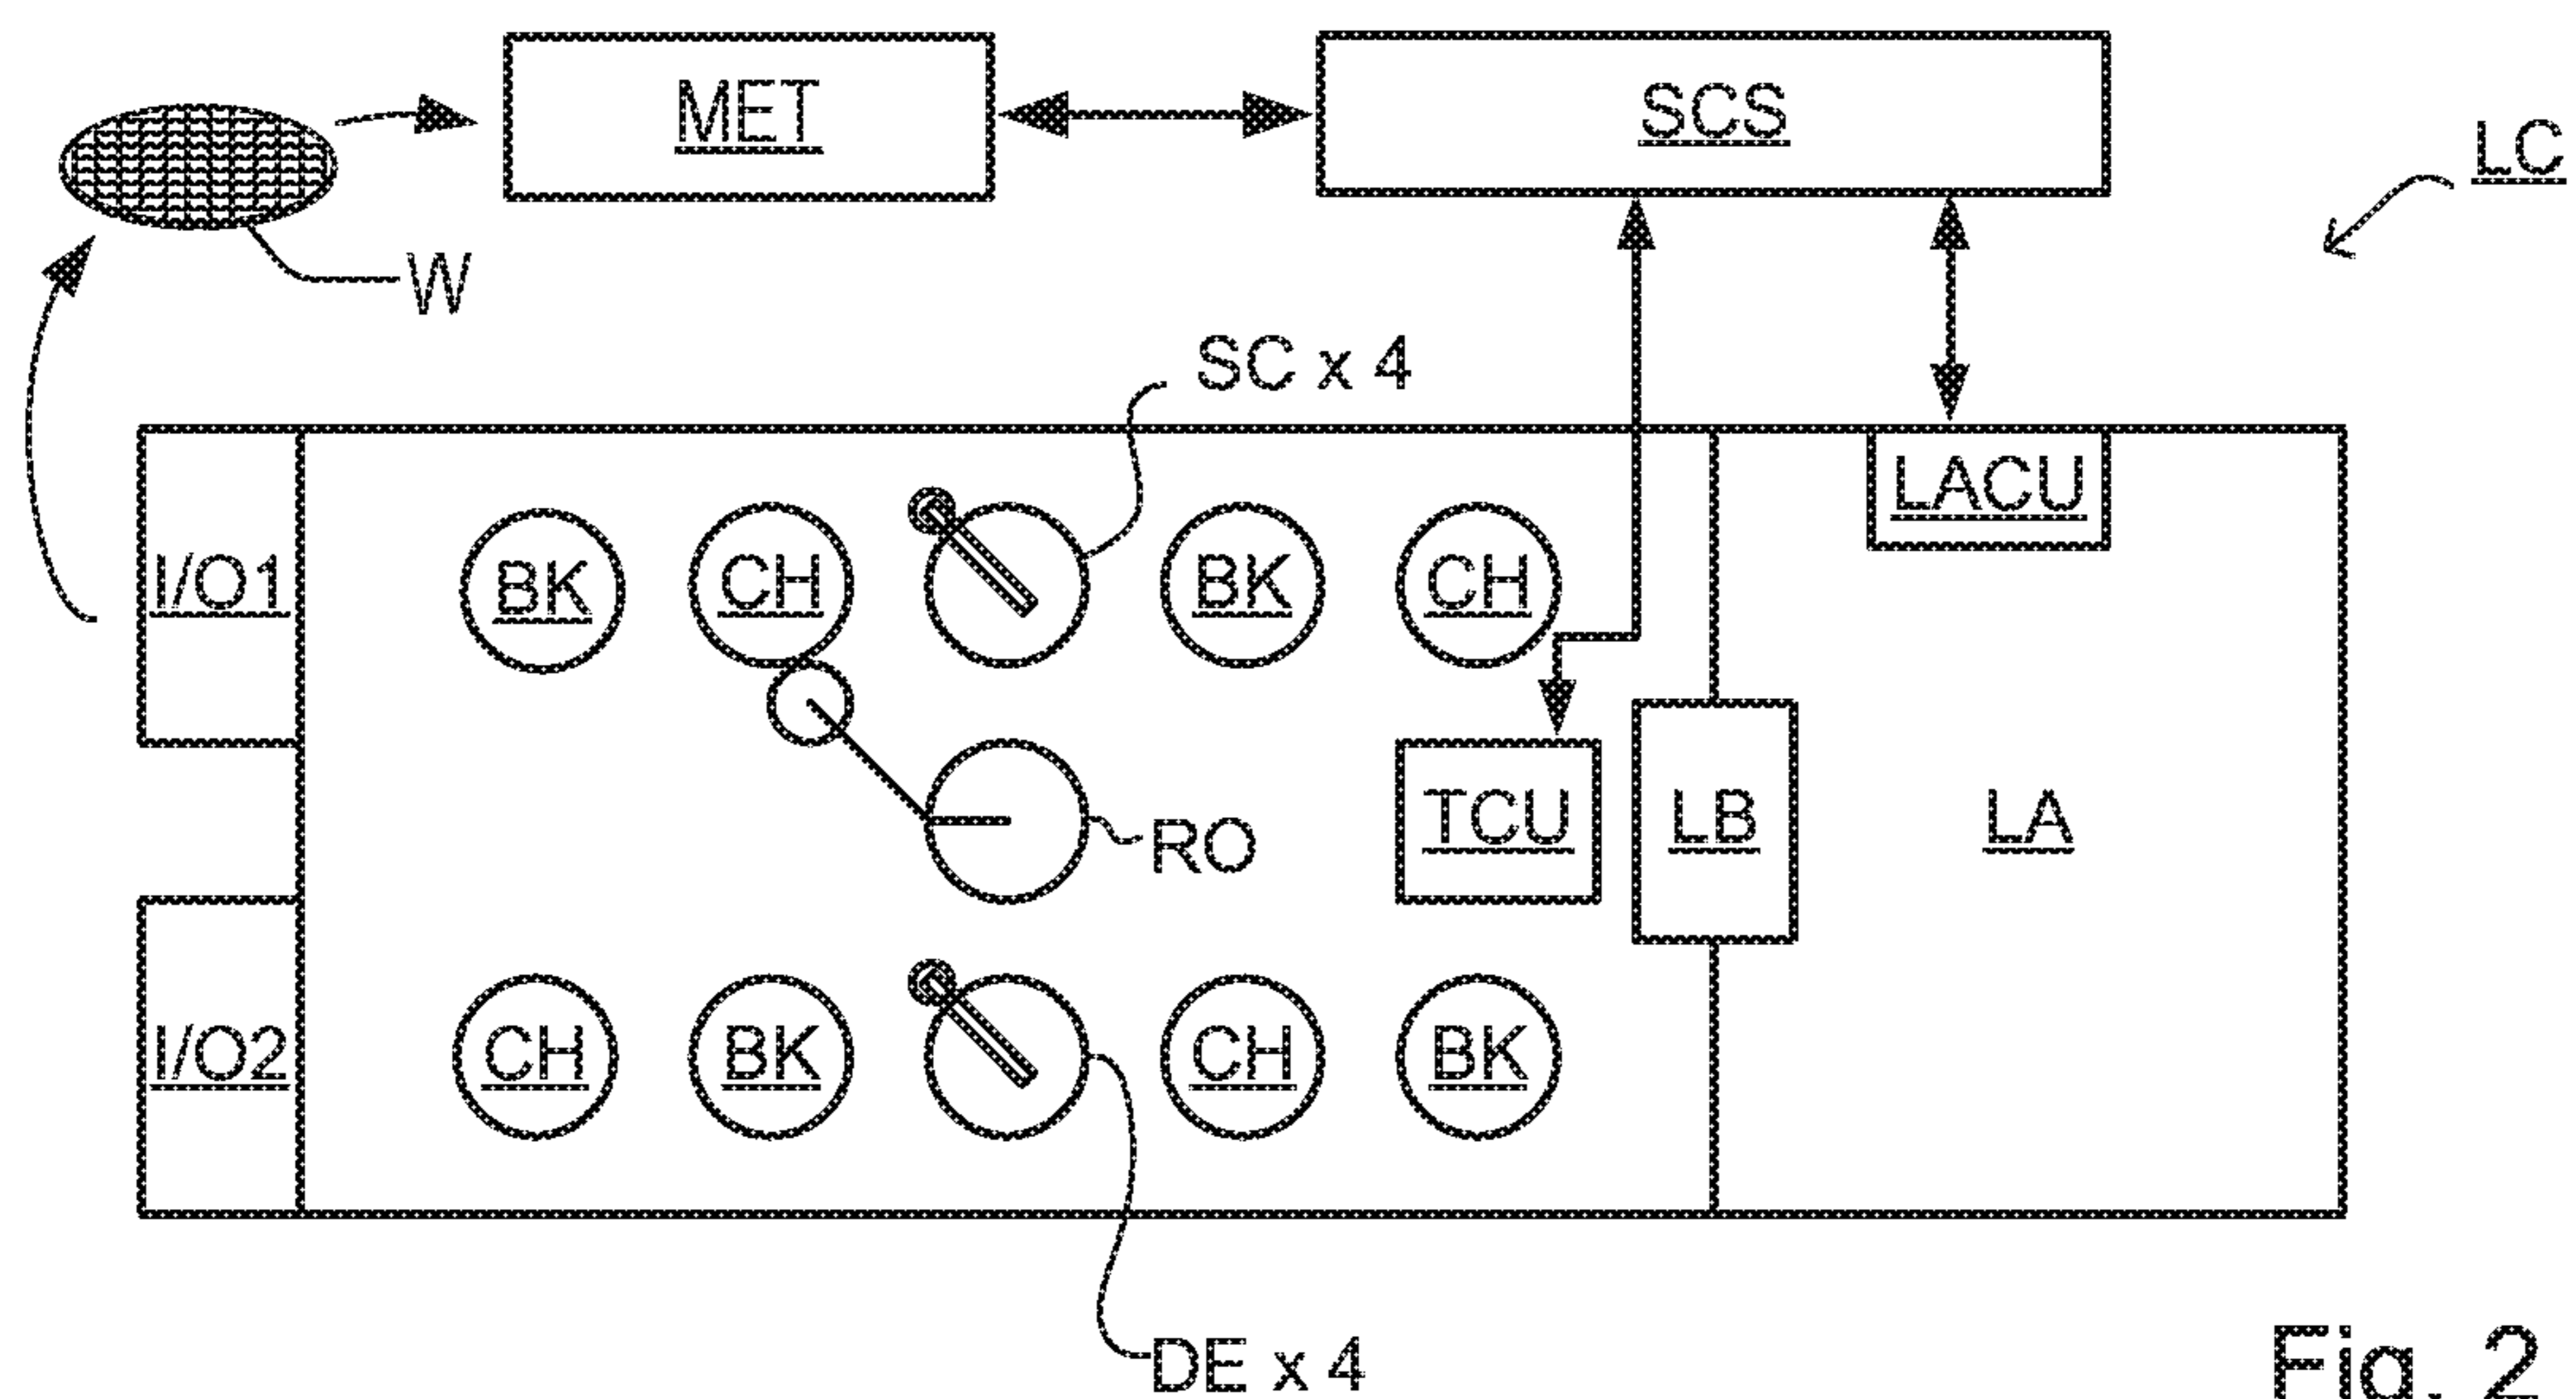 MET
SCS
LC
W
SC x 4
LACU
I/O1
BK
CH
BK
CH
RO
TCU
LB
LA
I/O2
CH
BK
CH
BK
DE x 4
Fig. 2